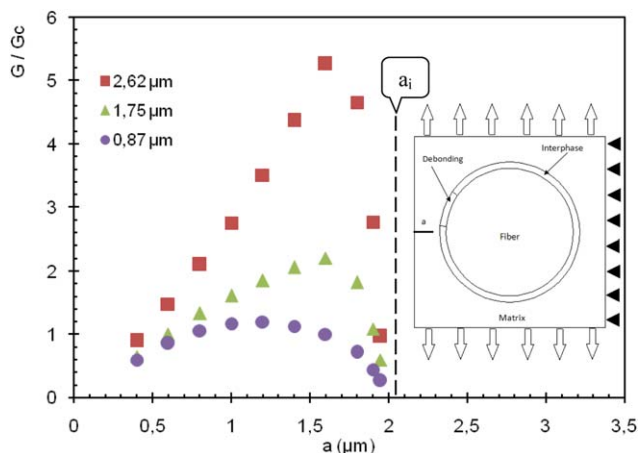 G / Gc
6
5
4
3
2
1
0
2,62 µm
1,75 µm
0,87 µm
a_i
Debonding
Interphase
a
Fiber
Matrix
0 0,5 1 1,5 2 2,5 3 3,5
a (µm)